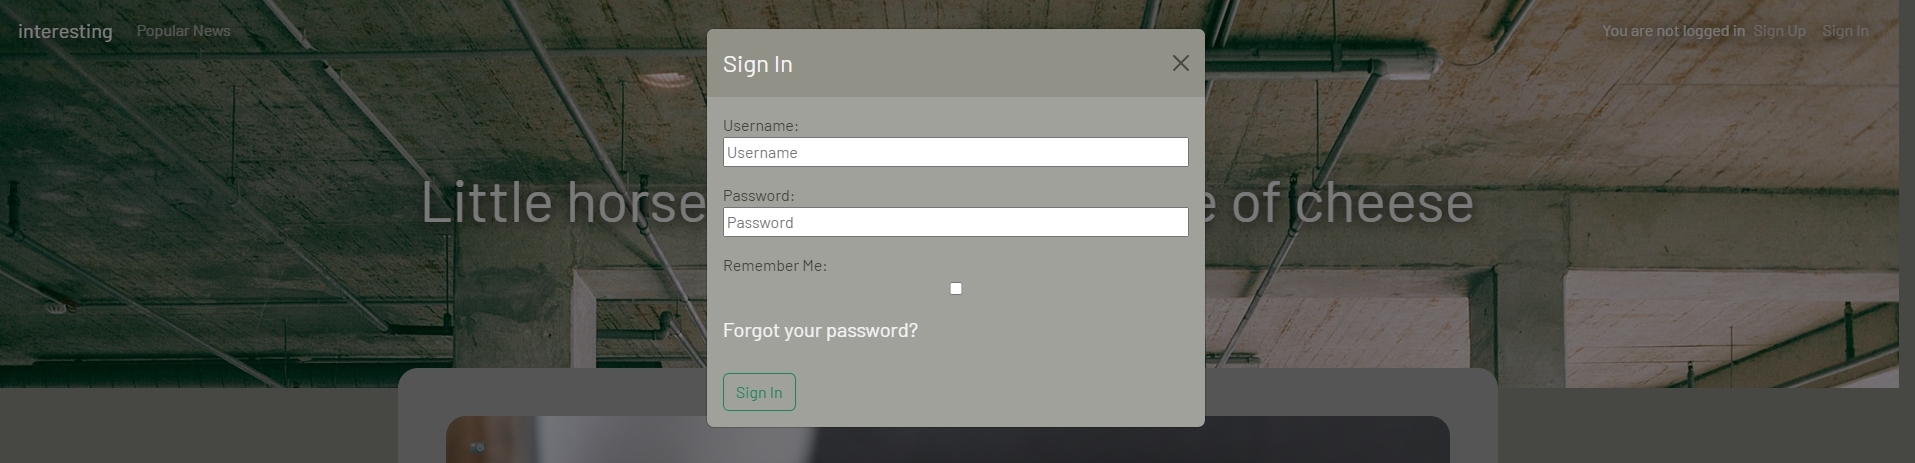 interesting Popular News You are not logged in Sign Up Sign In
Sign In
Username:
Username
Little horse e of cheese
Password:
Password
Remember Me:
Forgot your password?
Sign In